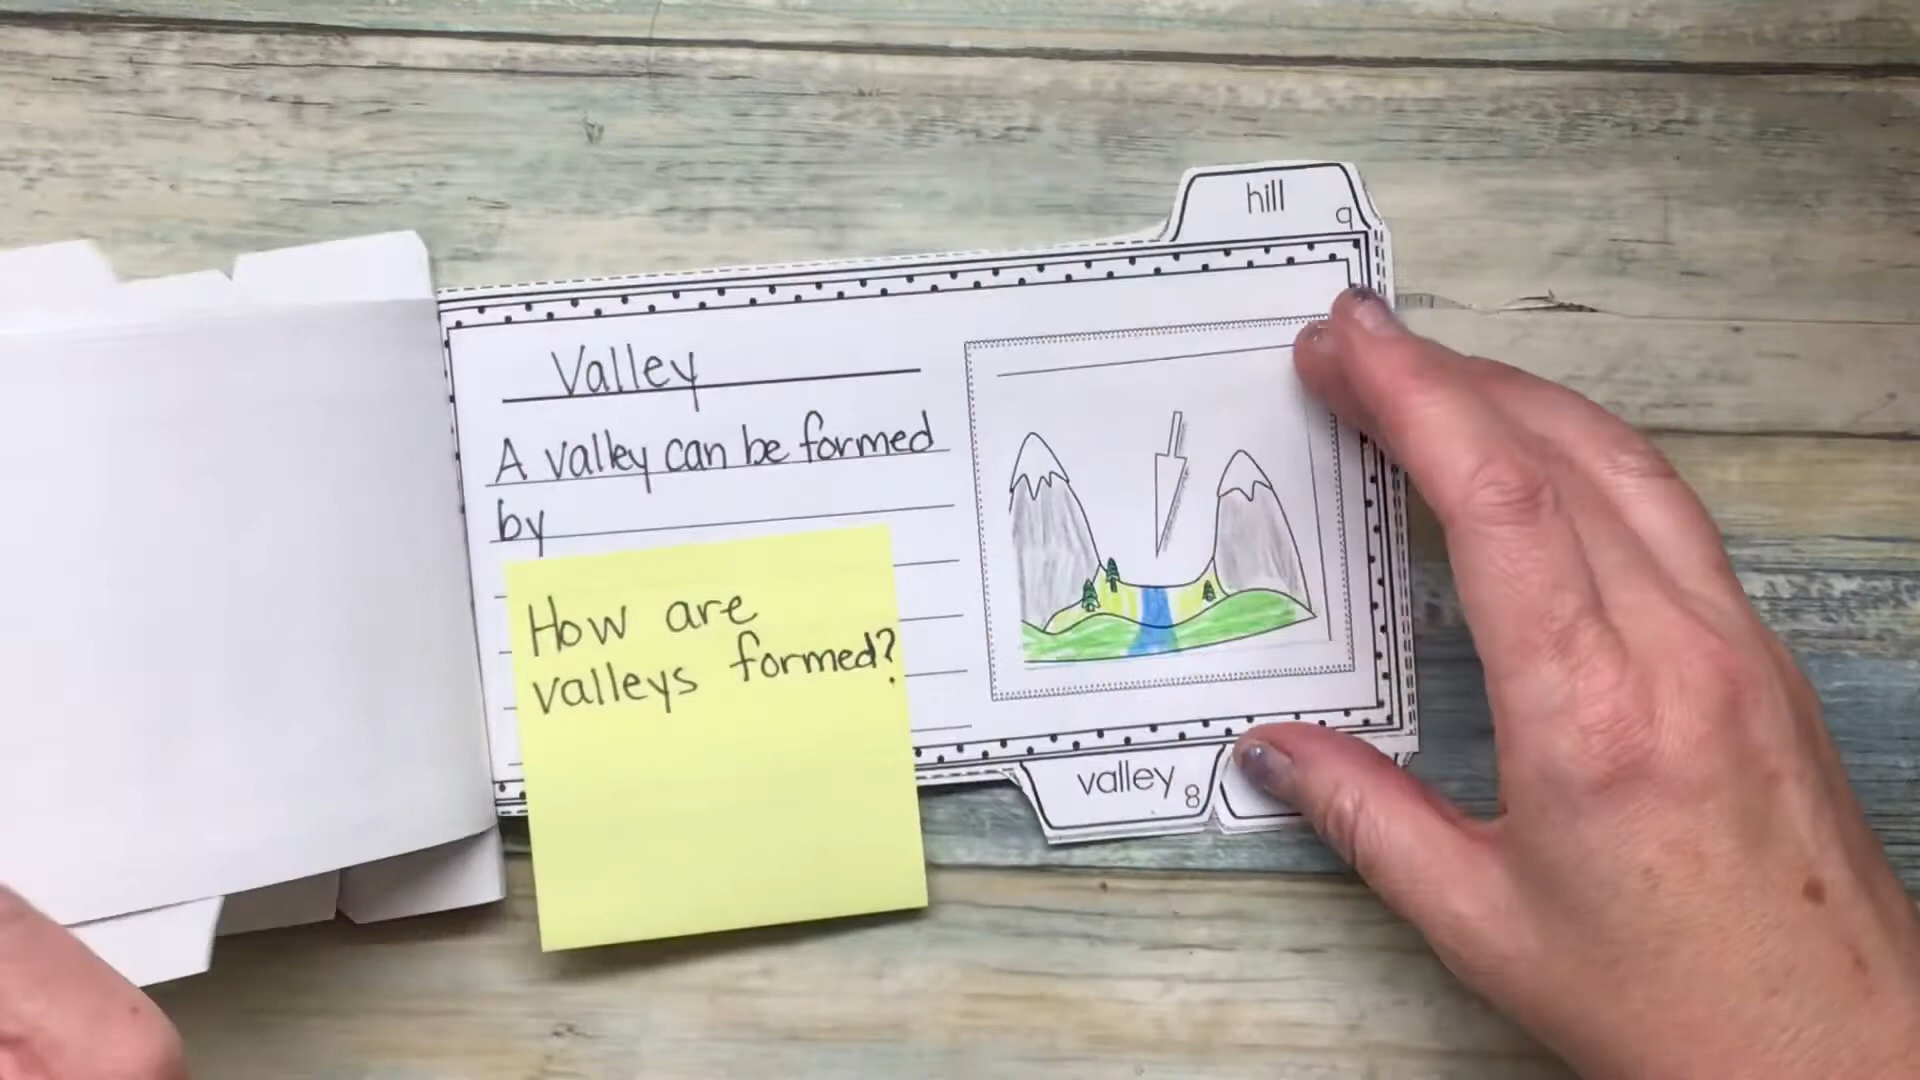 hill
9
Valley
A valley can be formed
by
How are
valleys formed?
valley
8